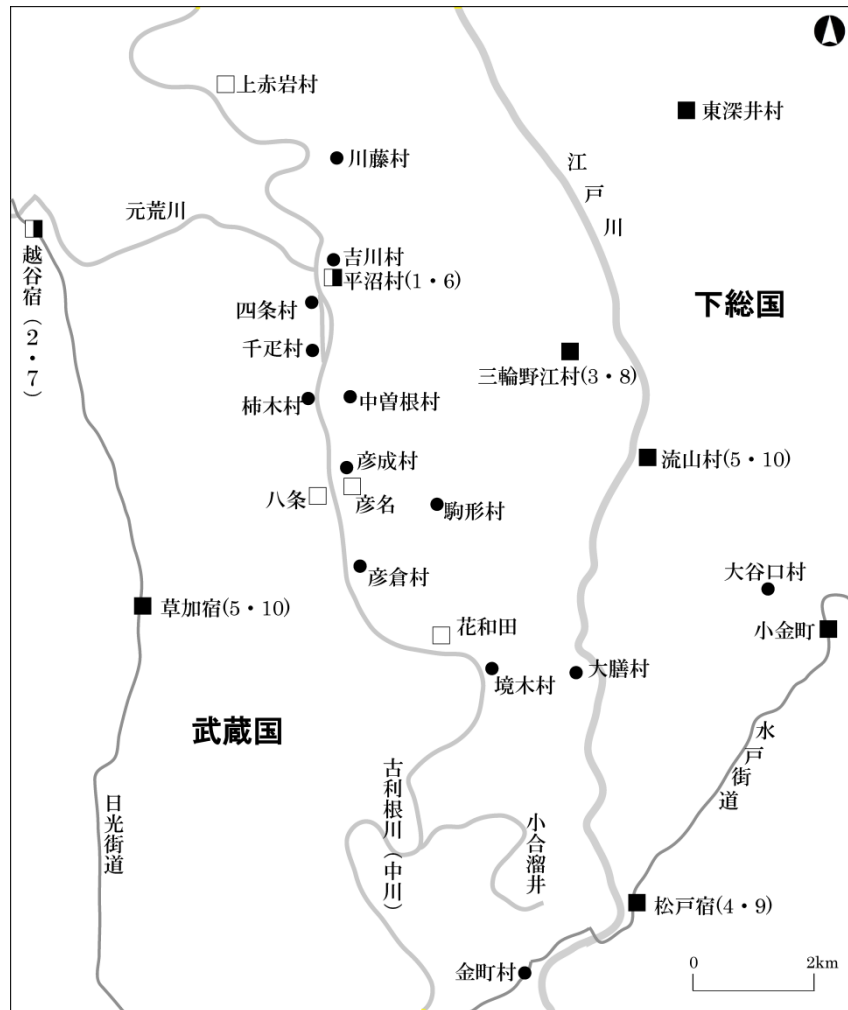 上赤岩村
東深井村
川藤村
江戸川
元荒川
越谷宿(2・7)
吉川村
平沼村(1・6)
四条村
下総国
千疋村
三輪野江村(3・8)
柿木村
中曽根村
彦成村
流山村(5・10)
八条
彦名
駒形村
彦倉村
大谷口村
草加宿(5・10)
花和田
小金町
境木村
大膳村
武蔵国
水戸街道
日光街道
古利根川(中川)
小合溜井
松戸宿(4・9)
金町村
0 2km